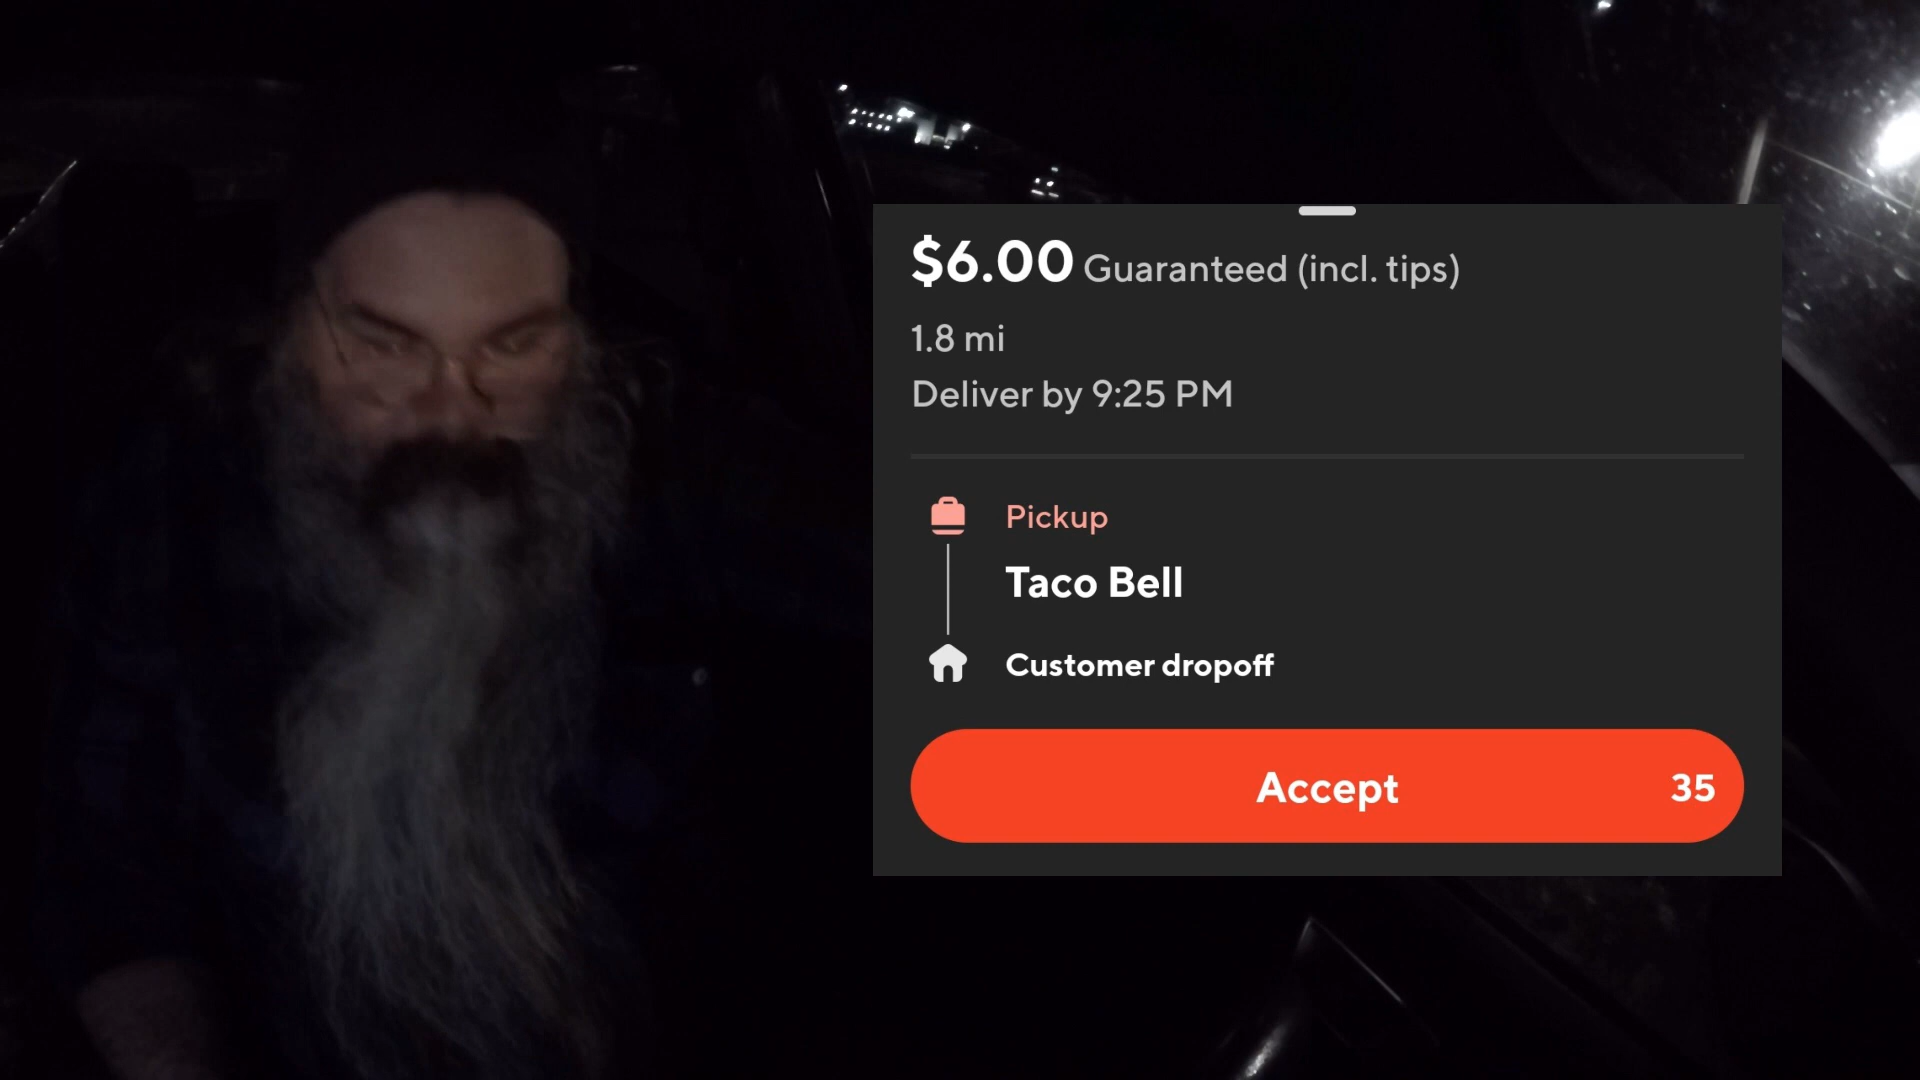 $6.00 Guaranteed (incl. tips)
1.8 mi
Deliver by 9:25 PM
Pickup
Taco Bell
Customer dropoff
Accept 35